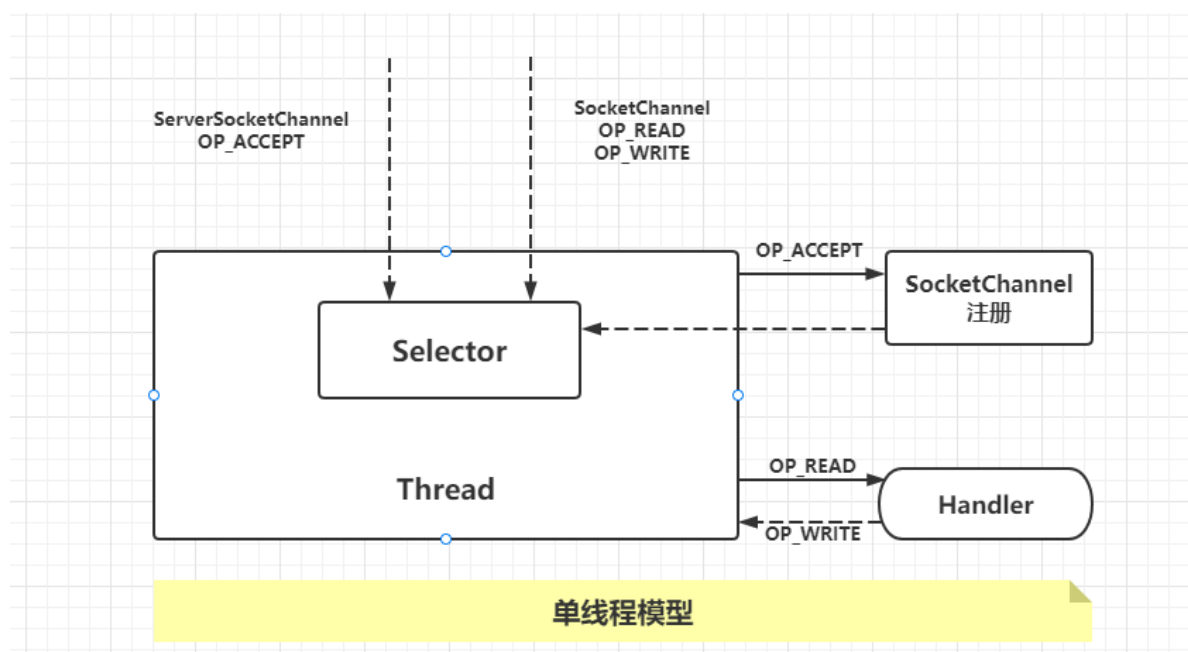 ServerSocketChannel
OP_ACCEPT
SocketChannel
OP_READ
OP_WRITE
OP_ACCEPT
SocketChannel
注册
Selector
Thread
OP_READ
Handler
OP_WRITE
单线程模型